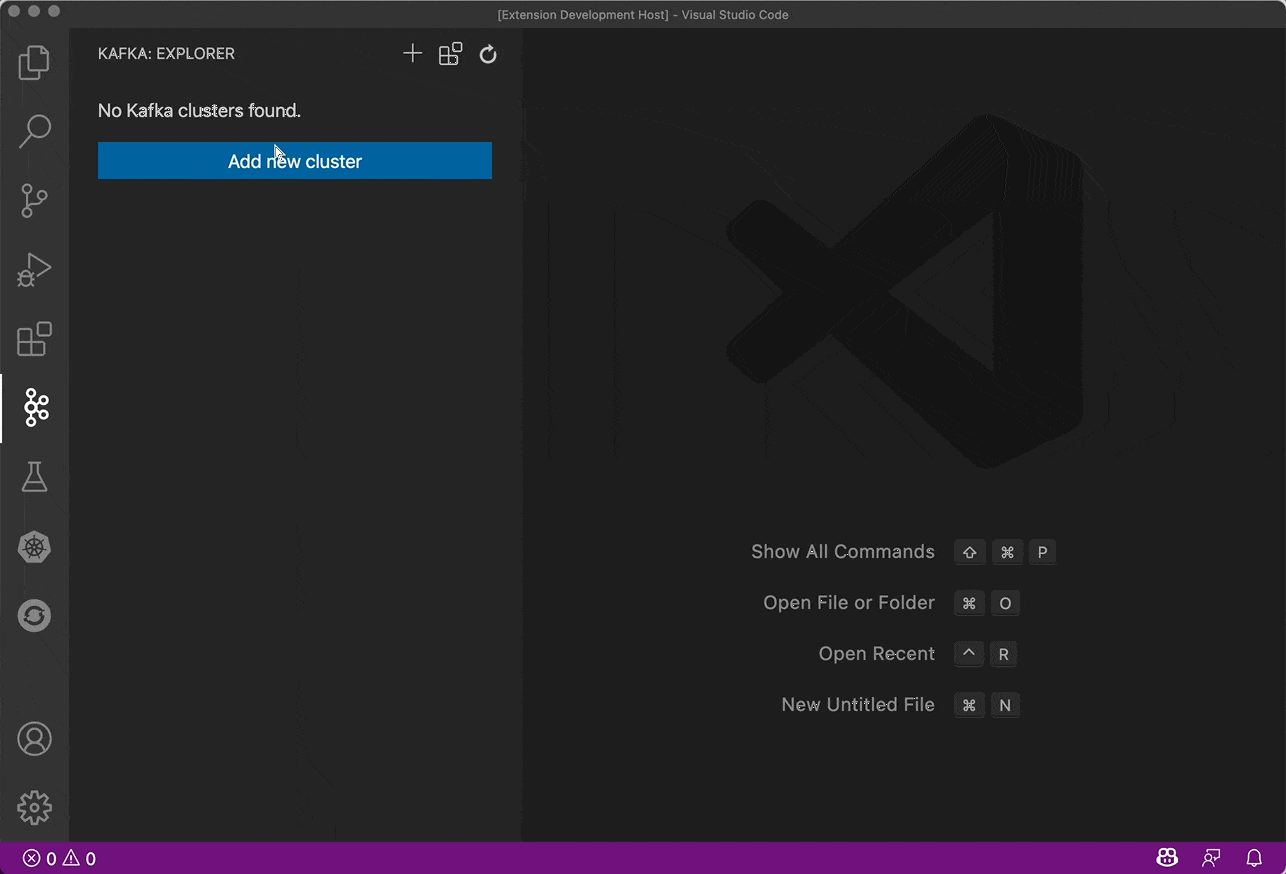 [Extension Development Host] - Visual Studio Code
KAFKA: EXPLORER
No Kafka clusters found.
Add new cluster
Show All Commands ⇧ ⌘ P
Open File or Folder ⌘ O
Open Recent ^ R
New Untitled File ⌘ N
0 0